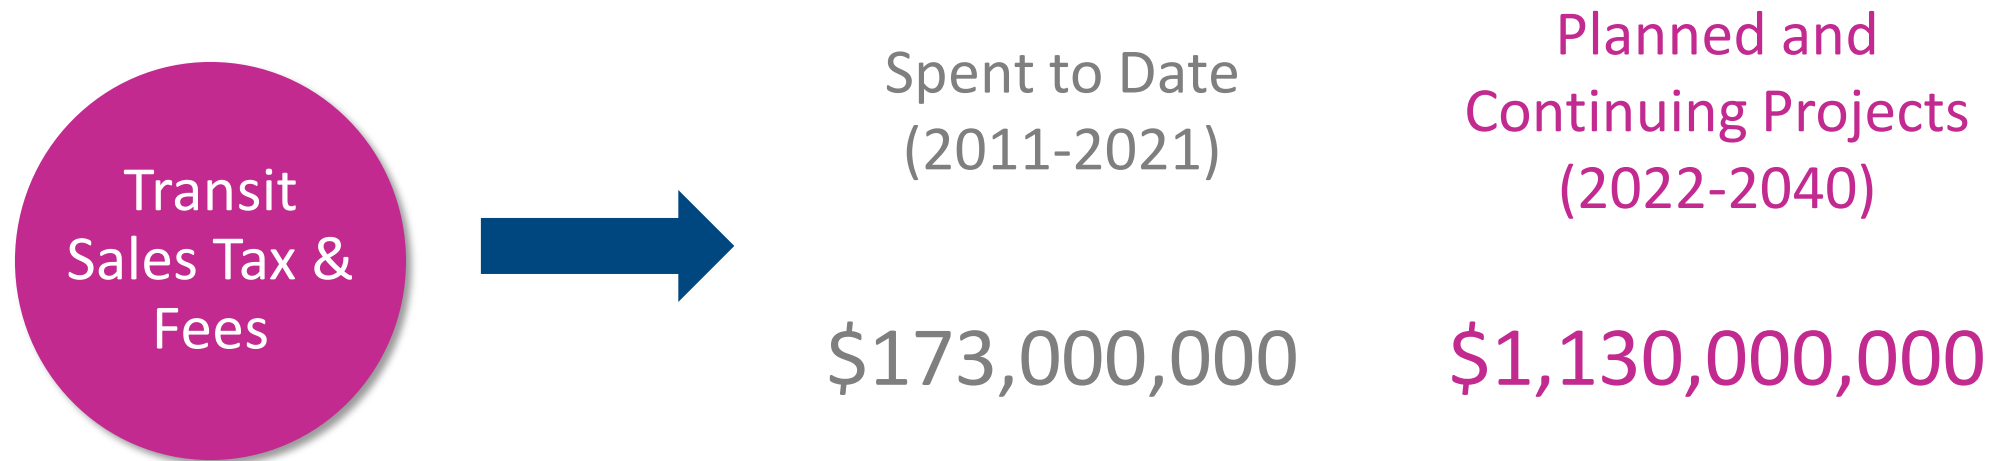 Transit
Sales Tax &
Fees
Spent to Date
(2011-2021)
$173,000,000
Planned and
Continuing Projects
(2022-2040)
$1,130,000,000